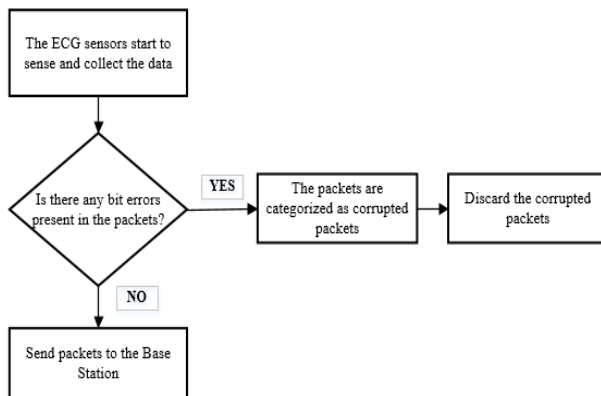 The ECG sensors start to
sense and collect the data
Is there any bit errors
present in the packets?
YES
The packets are
categorized as corrupted
packets
Discard the corrupted
packets
NO
Send packets to the Base
Station